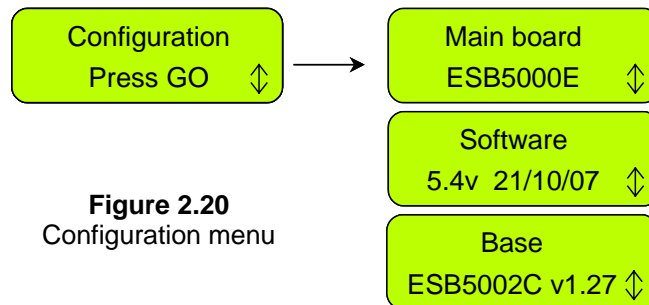 Configuration
Press GO
Main board
ESB5000E
Software
5.4v 21/10/07
Base
ESB5002C v1.27
Figure 2.20
Configuration menu